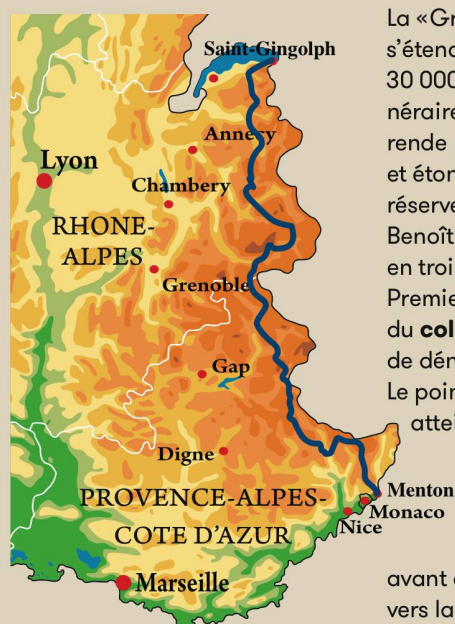 Saint-Gingolph
Annecy
Lyon
Chambery
RHONE-
ALPES
Grenoble
Gap
Digne
PROVENCE-ALPES-
COTE D'AZUR
Menton
Monaco
Nice
Marseille
La «Gr
s'étend
30 000
néraire
rende
et éton
réserve
Benoît
en troi
Premie
du col
de dén
Le poin
attei
avant
vers la